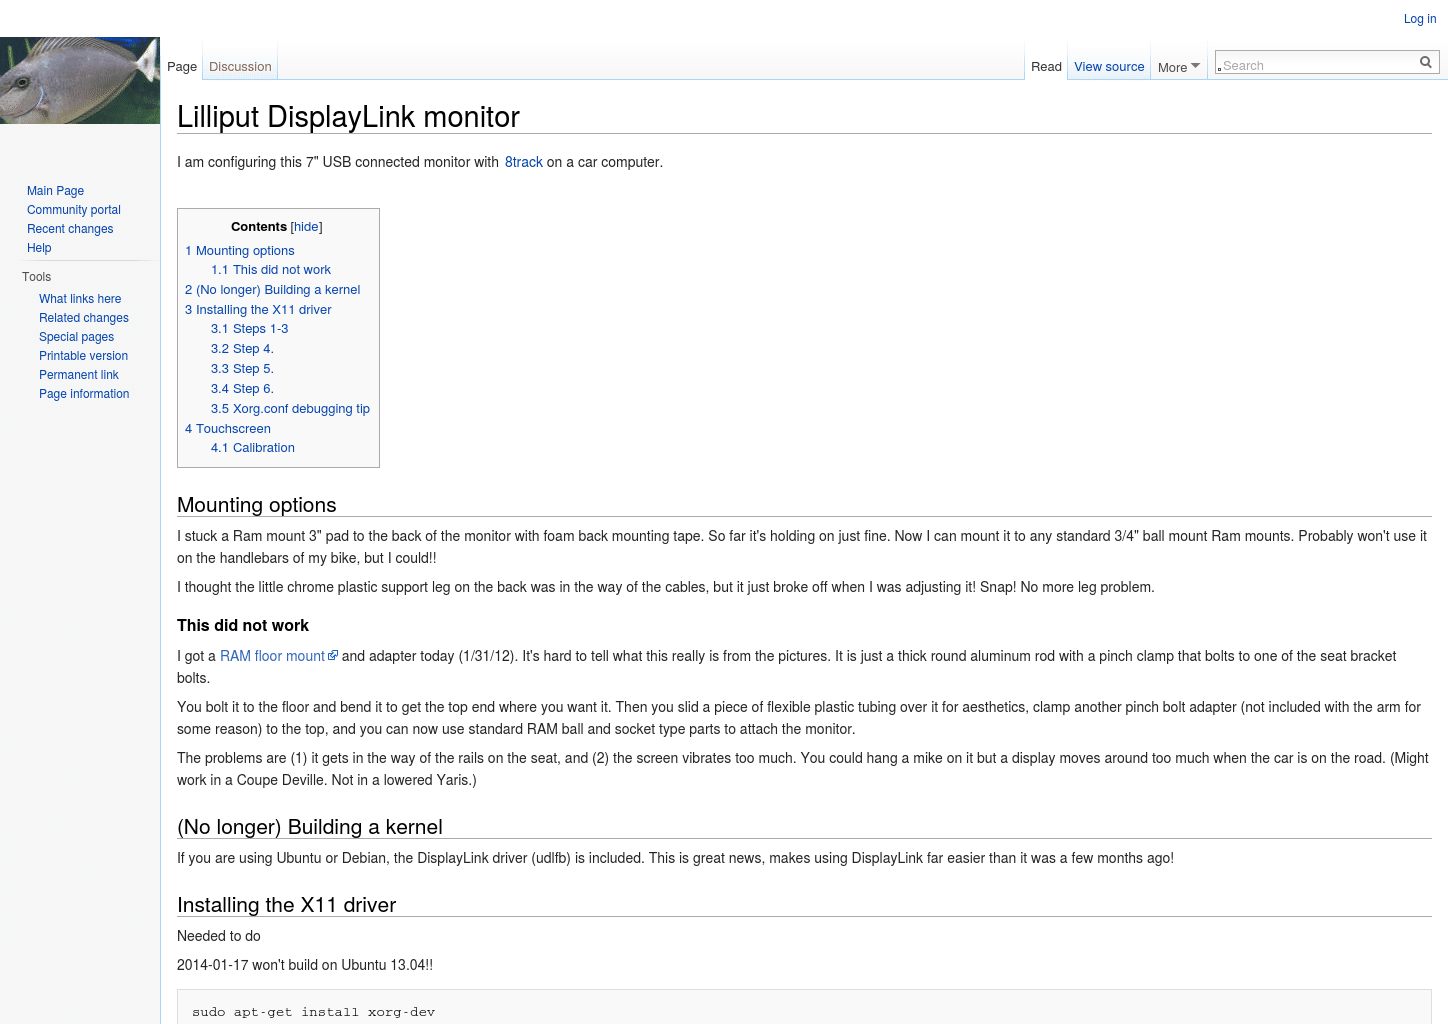 Log in
Page
Discussion
Read
View source
More
Search
Lilliput DisplayLink monitor
I am configuring this 7" USB connected monitor with 8track on a car computer.
Main Page
Community portal
Recent changes
Help
Tools
What links here
Related changes
Special pages
Printable version
Permanent link
Page information
Contents [hide]
1 Mounting options
1.1 This did not work
2 (No longer) Building a kernel
3 Installing the X11 driver
3.1 Steps 1-3
3.2 Step 4.
3.3 Step 5.
3.4 Step 6.
3.5 Xorg.conf debugging tip
4 Touchscreen
4.1 Calibration
Mounting options
I stuck a Ram mount 3" pad to the back of the monitor with foam back mounting tape. So far it's holding on just fine. Now I can mount it to any standard 3/4" ball mount Ram mounts. Probably won't use it
on the handlebars of my bike, but I could!!
I thought the little chrome plastic support leg on the back was in the way of the cables, but it just broke off when I was adjusting it! Snap! No more leg problem.
This did not work
I got a RAM floor mount and adapter today (1/31/12). It's hard to tell what this really is from the pictures. It is just a thick round aluminum rod with a pinch clamp that bolts to one of the seat bracket
bolts.
You bolt it to the floor and bend it to get the top end where you want it. Then you slid a piece of flexible plastic tubing over it for aesthetics, clamp another pinch bolt adapter (not included with the arm for
some reason) to the top, and you can now use standard RAM ball and socket type parts to attach the monitor.
The problems are (1) it gets in the way of the rails on the seat, and (2) the screen vibrates too much. You could hang a mike on it but a display moves around too much when the car is on the road. (Might
work in a Coupe Deville. Not in a lowered Yaris.)
(No longer) Building a kernel
If you are using Ubuntu or Debian, the DisplayLink driver (udlfb) is included. This is great news, makes using DisplayLink far easier than it was a few months ago!
Installing the X11 driver
Needed to do
2014-01-17 won't build on Ubuntu 13.04!!
sudo apt-get install xorg-dev